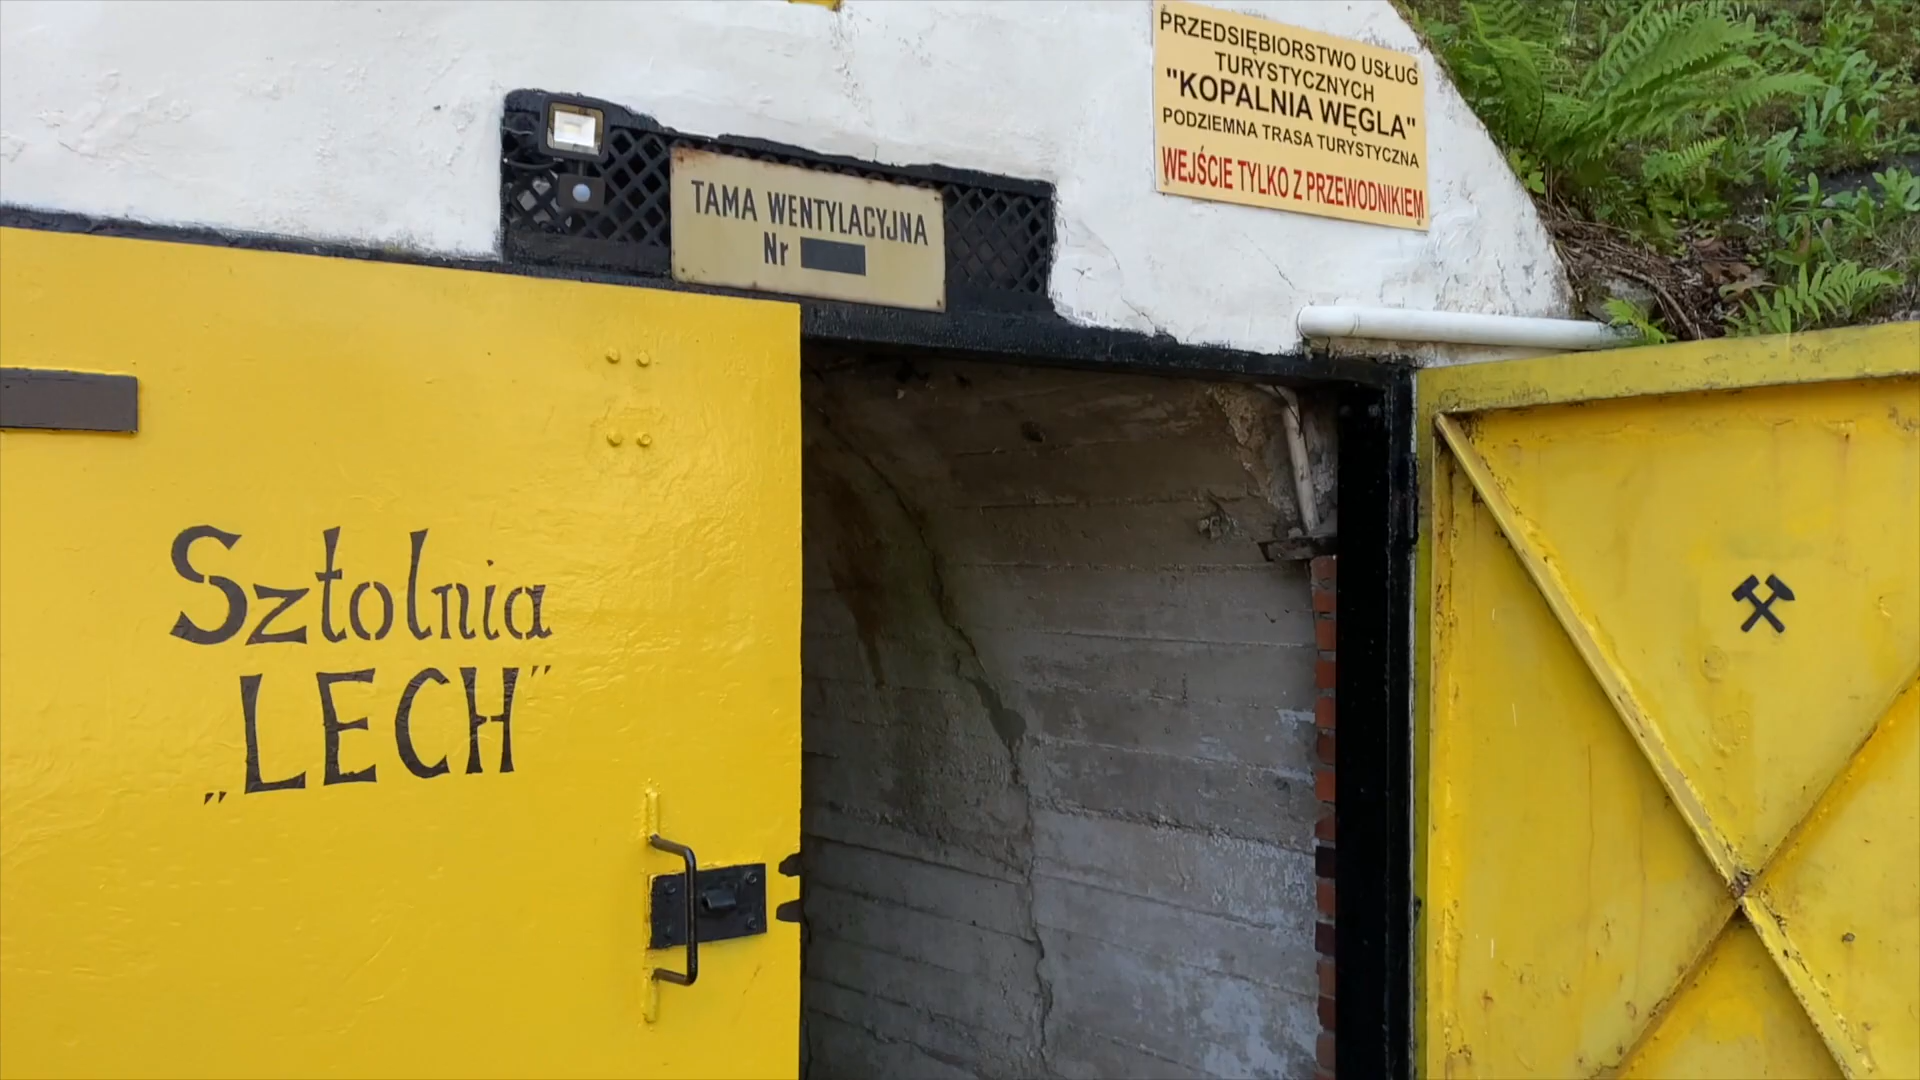 PRZEDSIĘBIORSTWO USŁUG
TURYSTYCZNYCH
"KOPALNIA WĘGLA"
PODZIEMNA TRASA TURYSTYCZNA
WEJŚCIE TYLKO Z PRZEWODNIKIEM
TAMA WENTYLACYJNA
Nr
Sztolnia
„LECH”